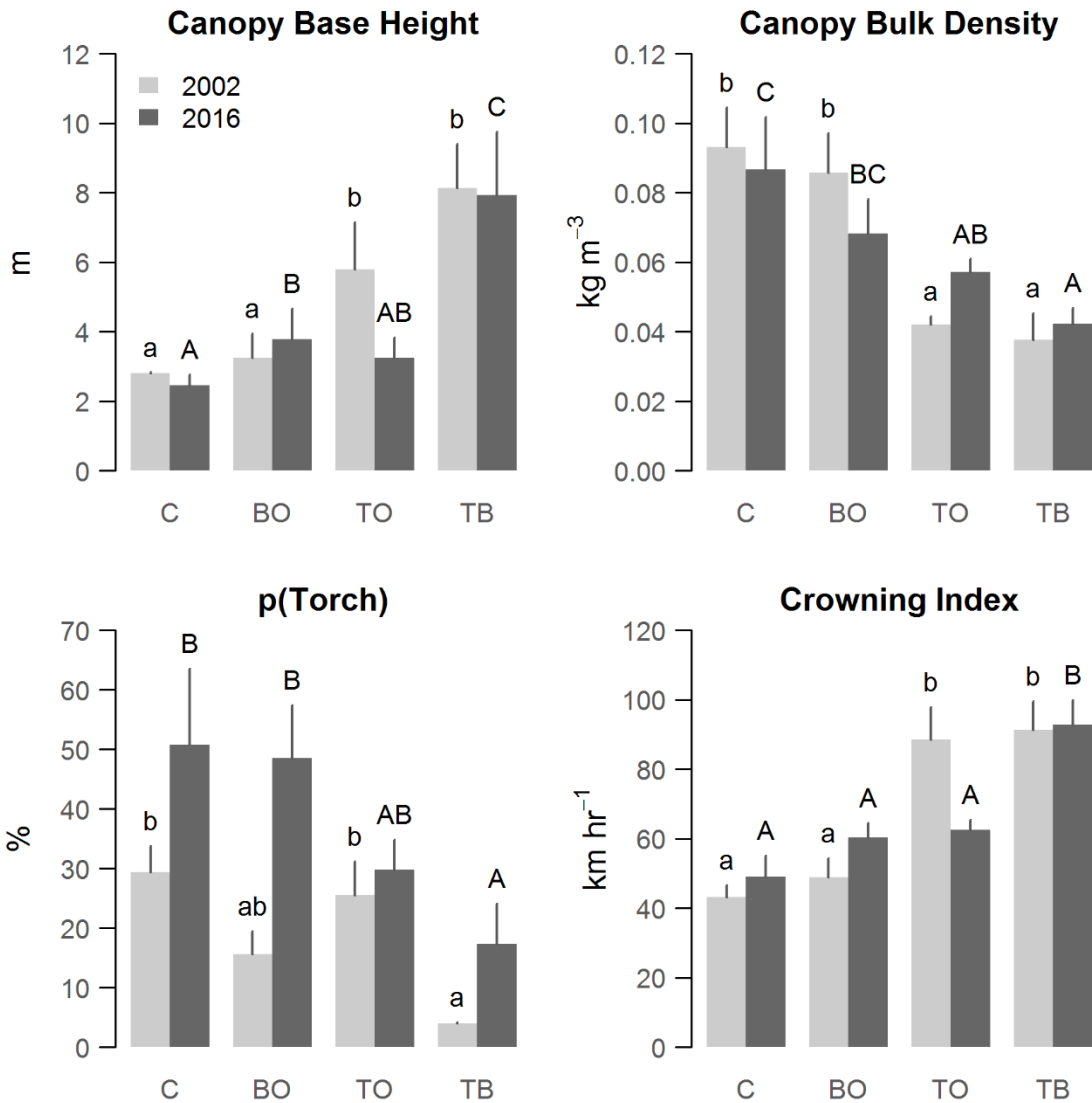 Canopy Base Height
12
10
8
6
4
2
0
m
2002
2016
a A a B b AB b C
C BO TO TB
Canopy Bulk Density
0.12
0.10
0.08
0.06
0.04
0.02
0.00
kg m⁻³
b C b BC a AB a A
C BO TO TB
p(Torch)
70
60
50
40
30
20
10
0
%
b B ab B b AB a A
C BO TO TB
Crowning Index
120
100
80
60
40
20
0
km hr⁻¹
a A a A b A b B
C BO TO TB